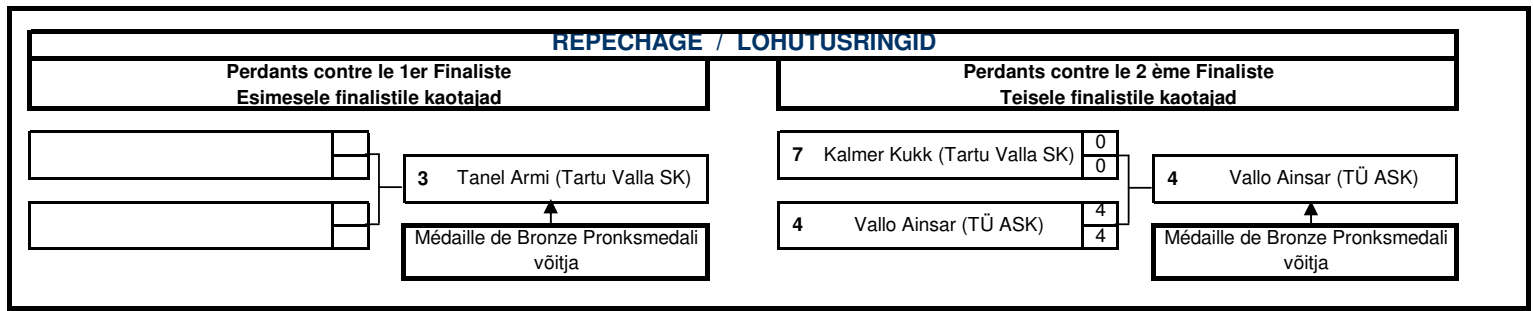 REPECHAGE / LOHUTUSRINGID
Perdants contre le 1er Finaliste
Esimesele finalistile kaotajad
Perdants contre le 2 ème Finaliste
Teisele finalistile kaotajad
3 Tanel Armi (Tartu Valla SK)
Médaille de Bronze Pronksmedali
võitja
7 Kalmer Kukk (Tartu Valla SK)
0
0
4 Vallo Ainsar (TÜ ASK)
4
4
4 Vallo Ainsar (TÜ ASK)
Médaille de Bronze Pronksmedali
võitja